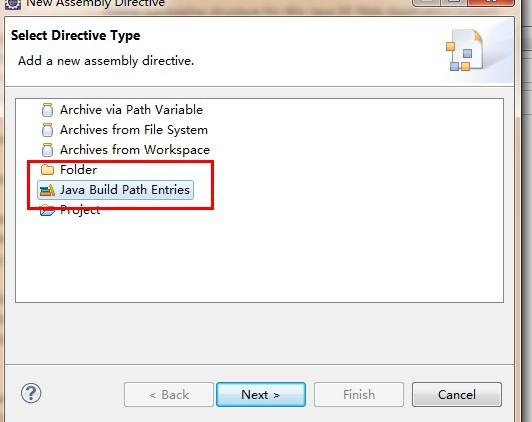 New Assembly Directive
Select Directive Type
Add a new assembly directive.
Archive via Path Variable
Archives from File System
Archives from Workspace
Folder
Java Build Path Entries
Project
?
< Back
Next >
Finish
Cancel